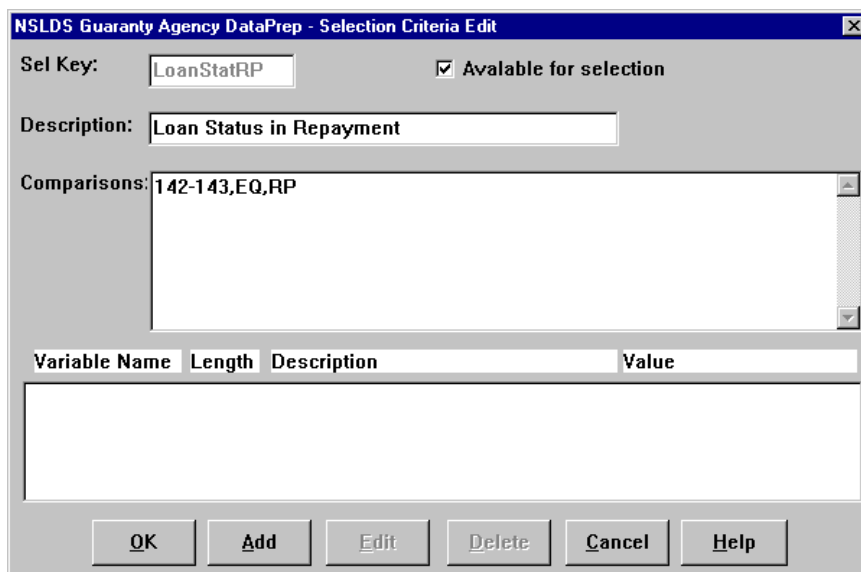 NSLDS Guaranty Agency DataPrep - Selection Criteria Edit
Sel Key: LoanStatRP Avalable for selection
Description: Loan Status in Repayment
Comparisons: 142-143,EQ,RP
Variable Name Length Description Value
OK Add Edit Delete Cancel Help